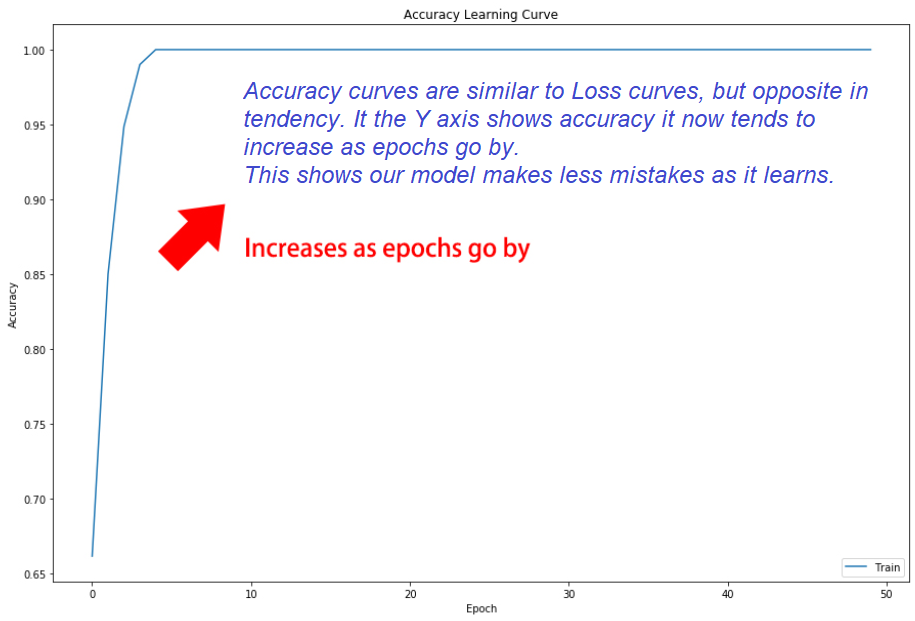 Accuracy Learning Curve
1.00
0.95
0.90
0.85
0.80
0.75
0.70
0.65
Accuracy
Accuracy curves are similar to Loss curves, but opposite in
tendency. It the Y axis shows accuracy it now tends to
increase as epochs go by.
This shows our model makes less mistakes as it learns.
Increases as epochs go by
Train
0
10
20
30
40
50
Epoch